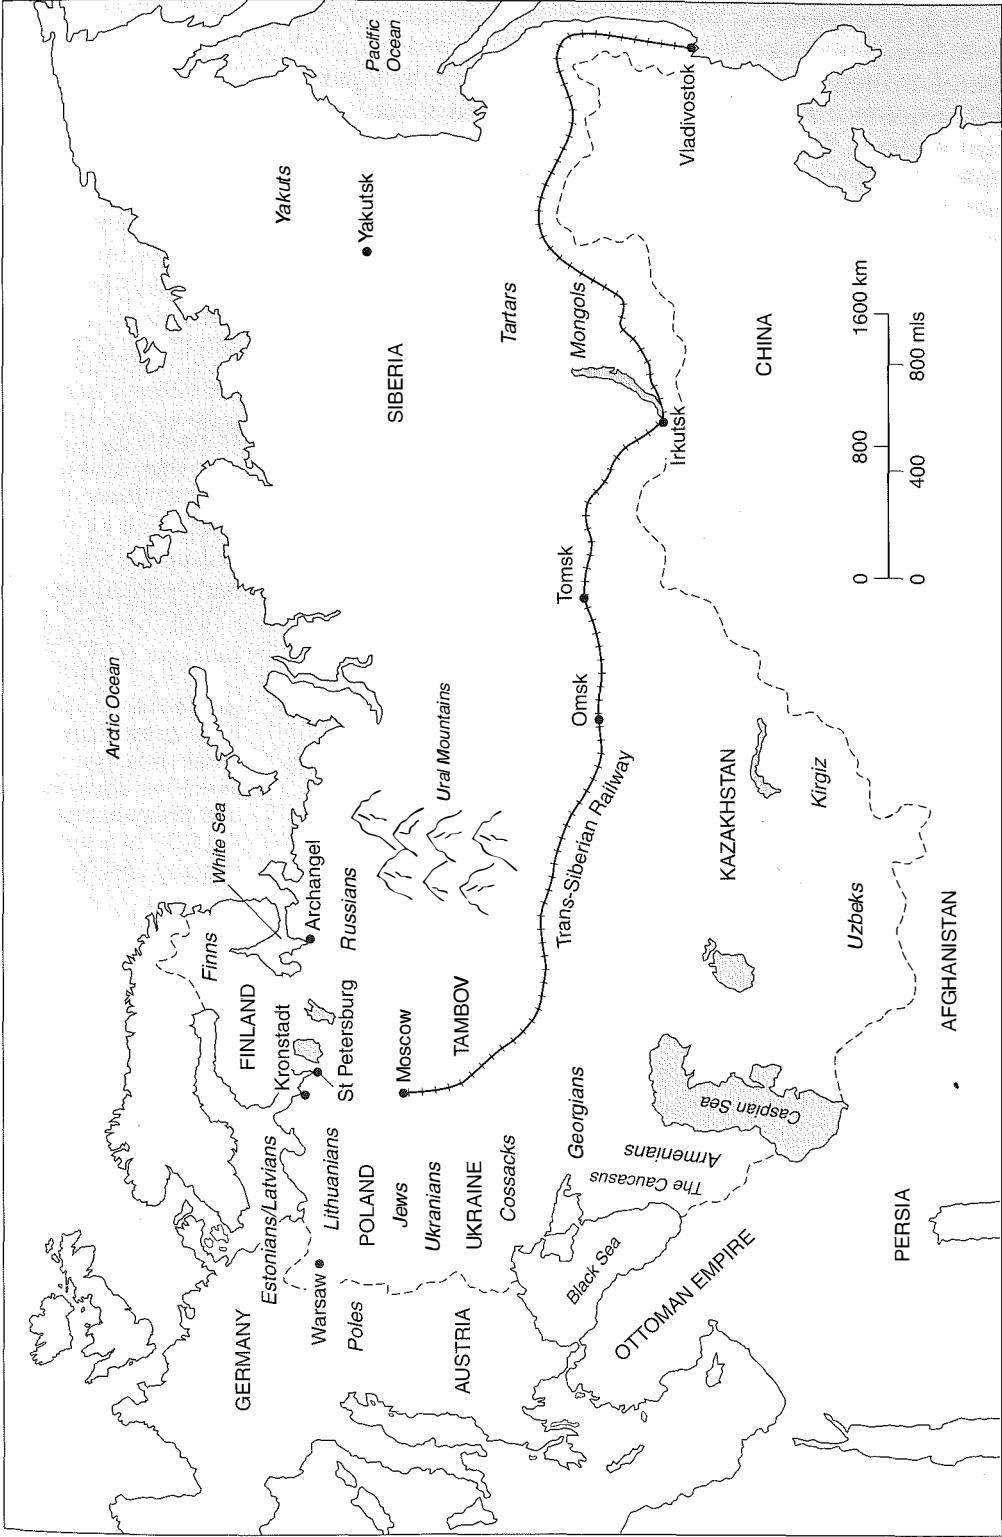 Arctic Ocean
Pacific
Ocean
White Sea
Finns
FINLAND
Kronstadt
St Petersburg
Archangel
Russians
Ural Mountains
SIBERIA
Yakuts
Yakutsk
Tartars
Mongols
GERMANY
Estonians/Latvians
Lithuanians
Warsaw
Poles
POLAND
Jews
Ukranians
UKRAINE
Cossacks
AUSTRIA
Moscow
TAMBOV
Trans-Siberian Railway
Omsk
Tomsk
Irkutsk
Vladivostok
Georgians
Armenians
The Caucasus
Black Sea
Caspian Sea
OTTOMAN EMPIRE
PERSIA
KAZAKHSTAN
Kirgiz
Uzbeks
AFGHANISTAN
CHINA
0 800 1600 km
0 400 800 mls